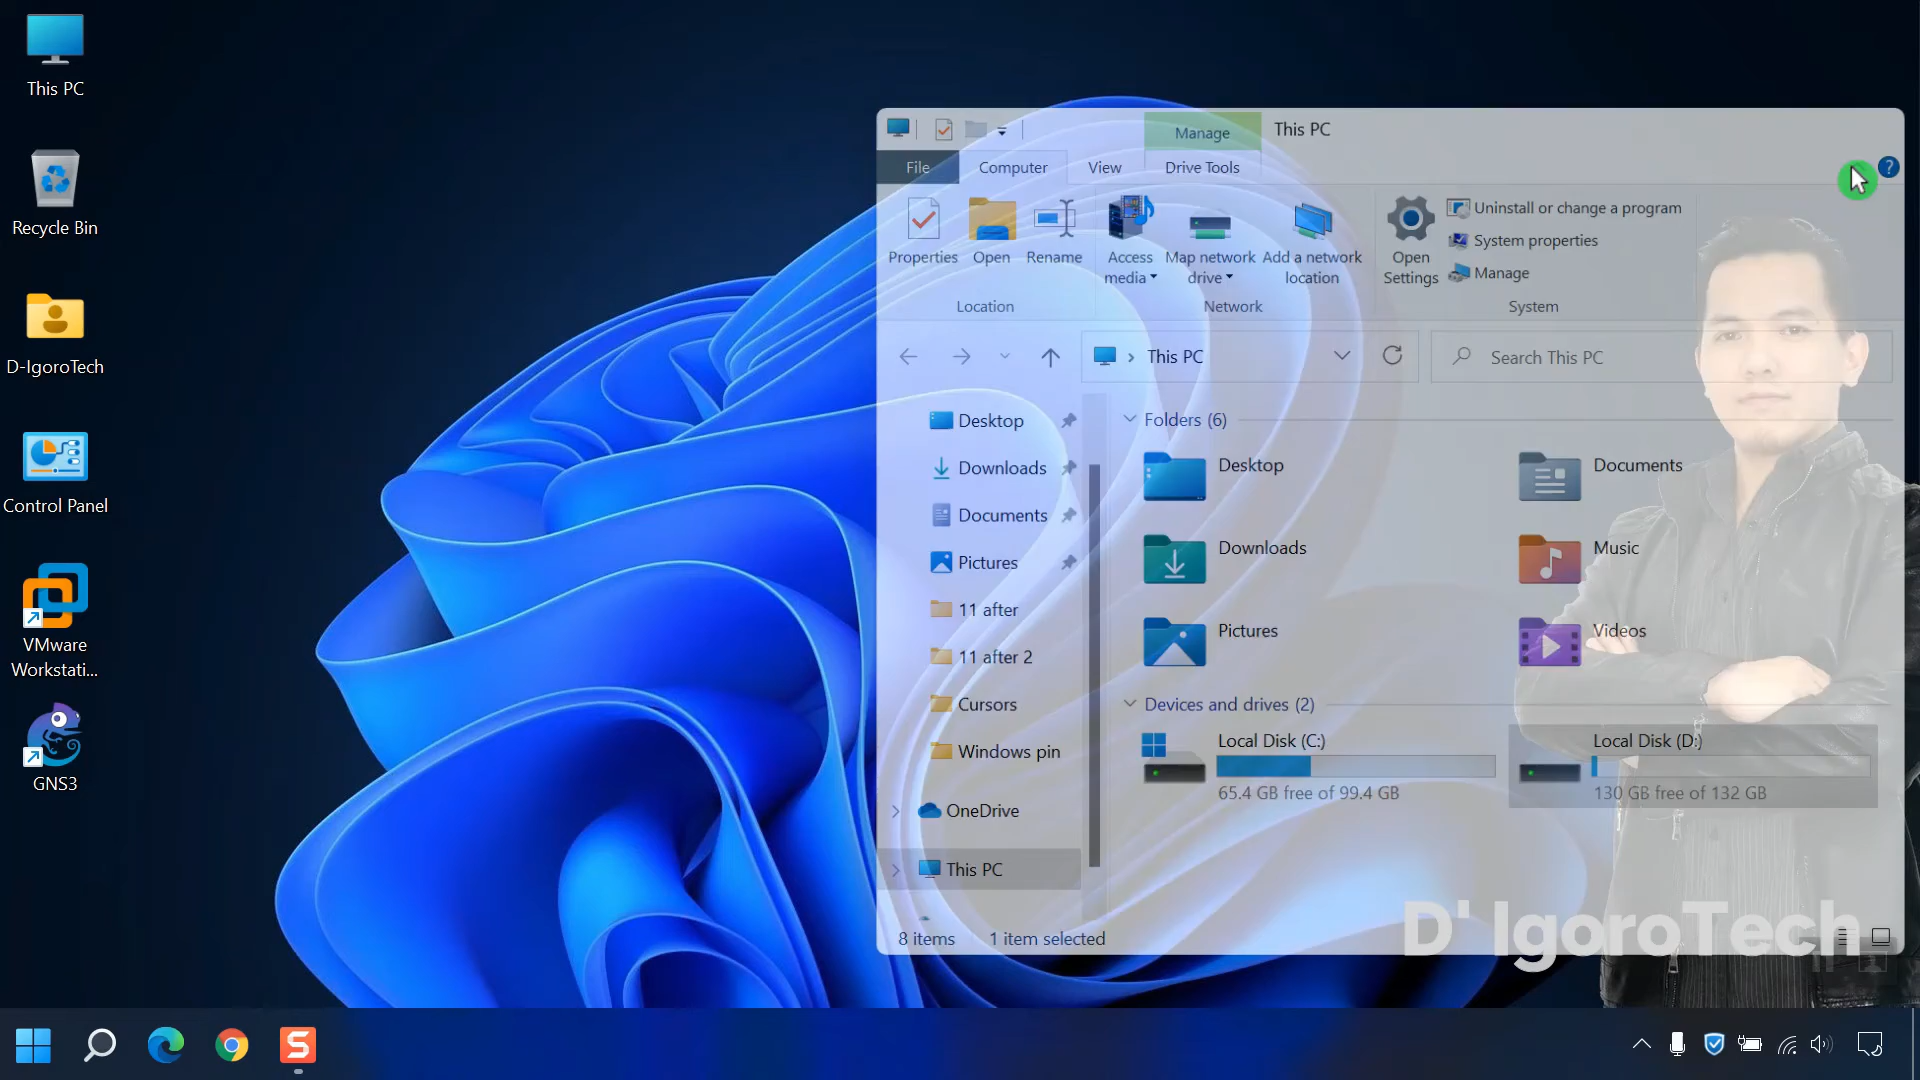 This PC
Recycle Bin
D-IgoroTech
Control Panel
VMware
Workstati...
GNS3
Manage
This PC
File
Computer
View
Drive Tools
?
Properties
Open
Rename
Access
media
Map network
drive
Add a network
location
Open
Settings
Uninstall or change a program
System properties
Manage
Location
Network
System
This PC
Search This PC
Desktop
Downloads
Documents
Pictures
11 after
11 after 2
Cursors
Windows pin
OneDrive
This PC
Folders (6)
Desktop
Documents
Downloads
Music
Pictures
Videos
Devices and drives (2)
Local Disk (C:)
65.4 GB free of 99.4 GB
Local Disk (D:)
130 GB free of 132 GB
8 items
1 item selected
D' IgoroTech
S